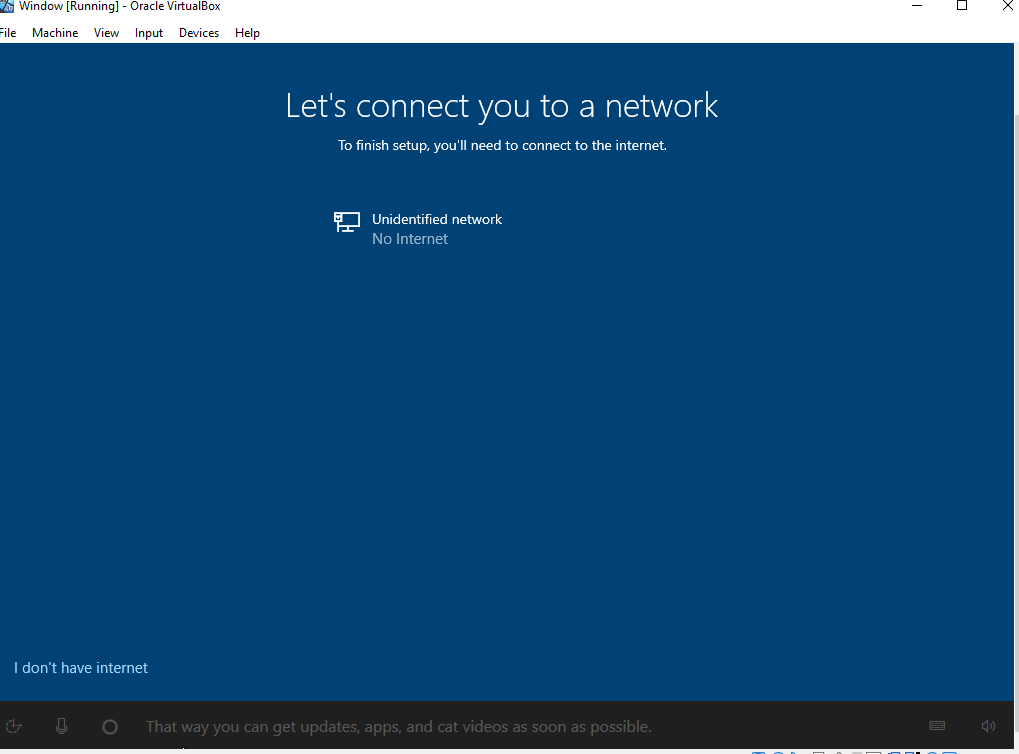 Window [Running] - Oracle VirtualBox
File Machine View Input Devices Help
Let's connect you to a network
To finish setup, you'll need to connect to the internet.
Unidentified network
No Internet
I don't have internet
That way you can get updates, apps, and cat videos as soon as possible.